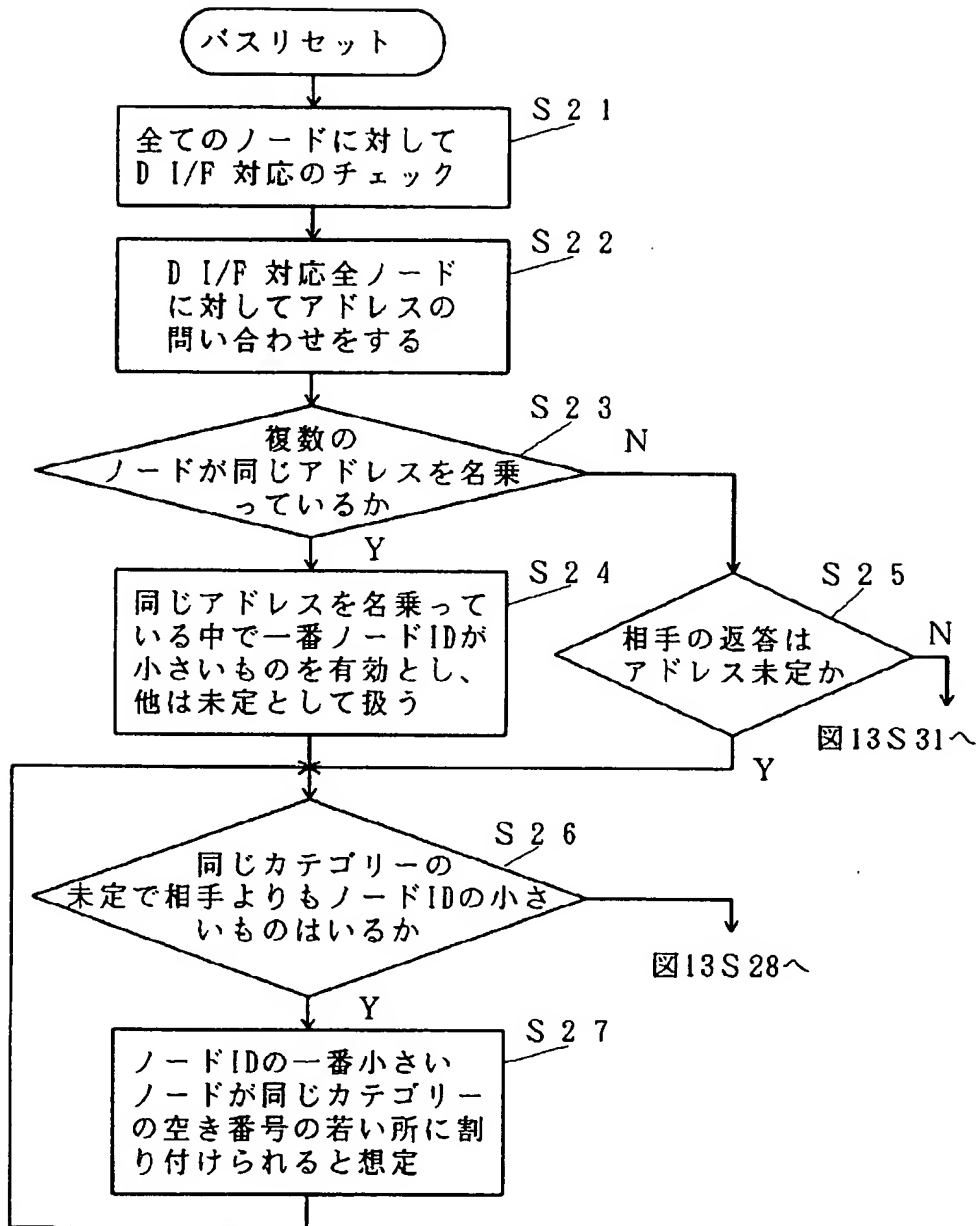 バスリセット
S21
全てのノードに対して
D I/F 対応のチェック
S22
D I/F 対応全ノード
に対してアドレスの
問い合わせをする
S23
複数の
ノードが同じアドレスを名乗
っているか
N
Y
S24
同じアドレスを名乗って
いる中で一番ノードIDが
小さいものを有効とし、
他は未定として扱う
S25
相手の返答は
アドレス未定か
N
図13S31へ
Y
S26
同じカテゴリーの
未定で相手よりもノードIDの小さ
いものはいるか
図13S28へ
Y
S27
ノードIDの一番小さい
ノードが同じカテゴリー
の空き番号の若い所に割
り付けられると想定